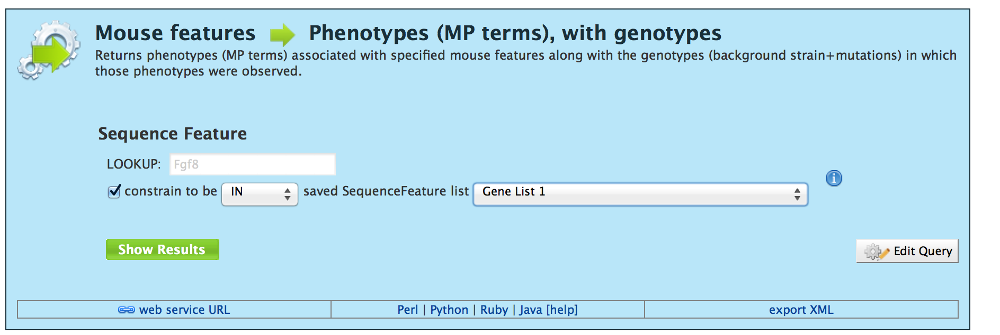 Mouse features Phenotypes (MP terms), with genotypes
Returns phenotypes (MP terms) associated with specified mouse features along with the genotypes (background strain+mutations) in which
those phenotypes were observed.
Sequence Feature
LOOKUP: Fgf8
i
constrain to be IN saved SequenceFeature list Gene List 1
Show Results
Edit Query
web service URL
Perl | Python | Ruby | Java [help]
export XML